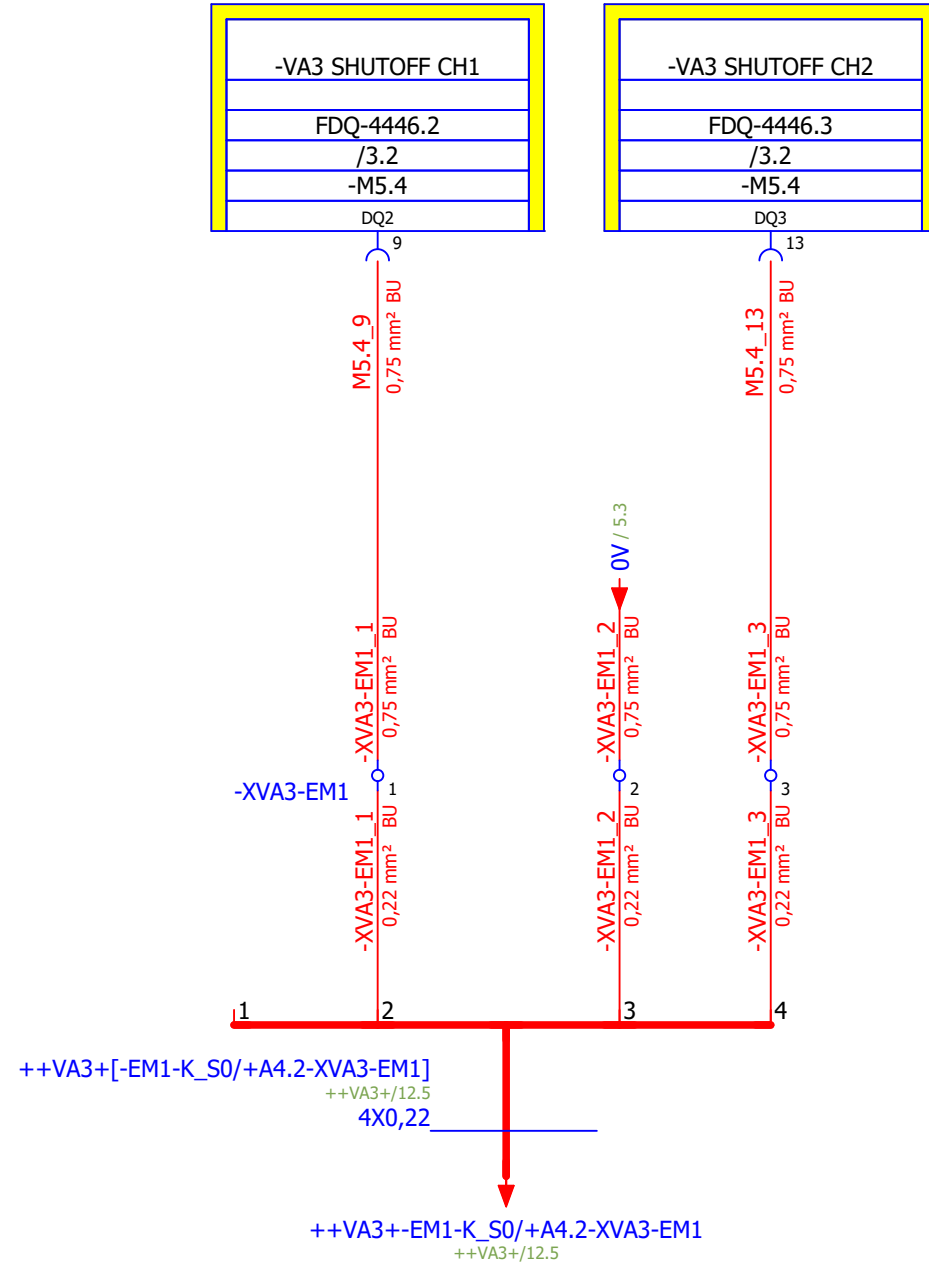 -VA3 SHUTOFF CH1
FDQ-4446.2
/3.2
-M5.4
DQ2
9
-VA3 SHUTOFF CH2
FDQ-4446.3
/3.2
-M5.4
DQ3
13
M5.4_9
0,75 mm² BU
M5.4_13
0,75 mm² BU
0V / 5.3
-XVA3-EM1_1
0,75 mm² BU
-XVA3-EM1_2
0,75 mm² BU
-XVA3-EM1_3
0,75 mm² BU
-XVA3-EM1
1
2
3
-XVA3-EM1_1
0,22 mm² BU
-XVA3-EM1_2
0,22 mm² BU
-XVA3-EM1_3
0,22 mm² BU
1
2
3
4
++VA3+[-EM1-K_S0/+A4.2-XVA3-EM1]
++VA3+/12.5
4X0,22
++VA3+-EM1-K_S0/+A4.2-XVA3-EM1
++VA3+/12.5